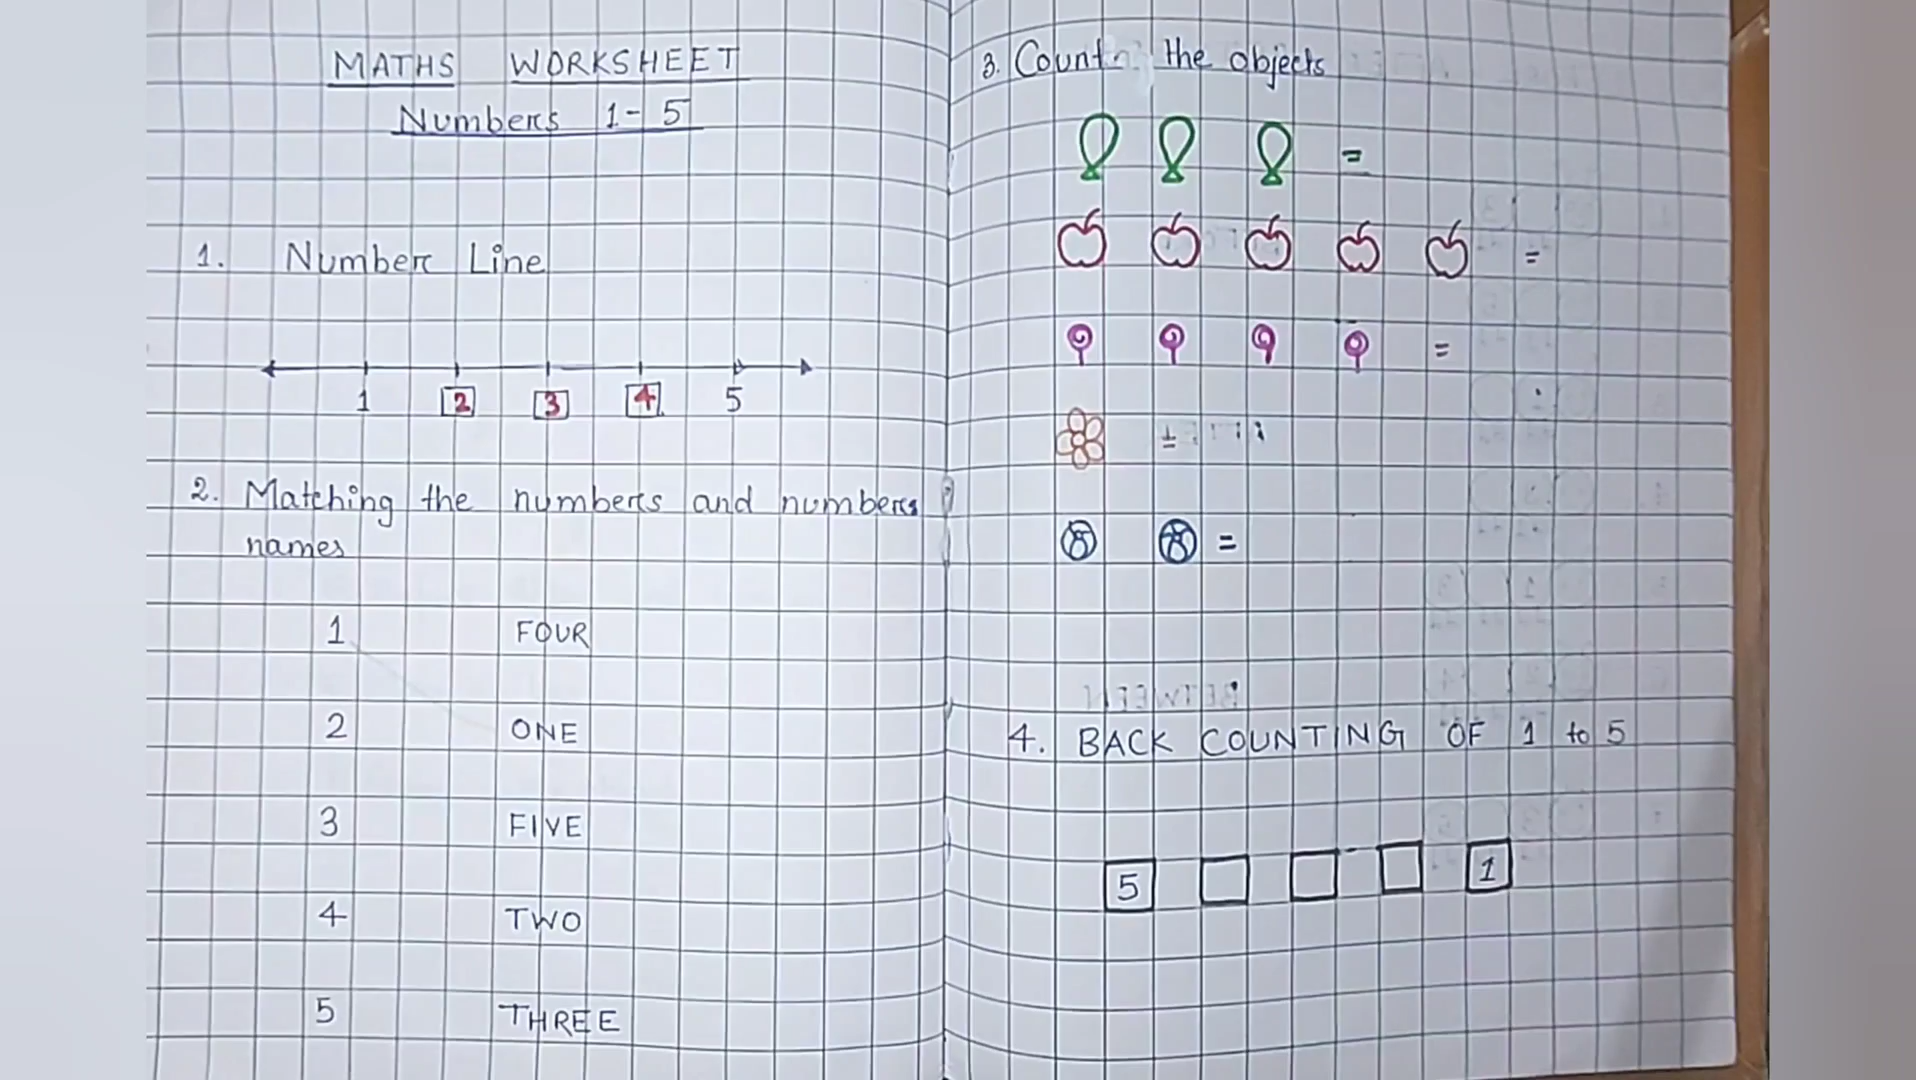 MATHS WORKSHEET
Numbers 1-5
1. Number Line
1 2 3 4 5
2. Matching the numbers and numbers
names
1 FOUR
2 ONE
3 FIVE
4 TWO
5 THREE
3. Count the objects
=
=
=
=
=
4. BACK COUNTING OF 1 to 5
5 1